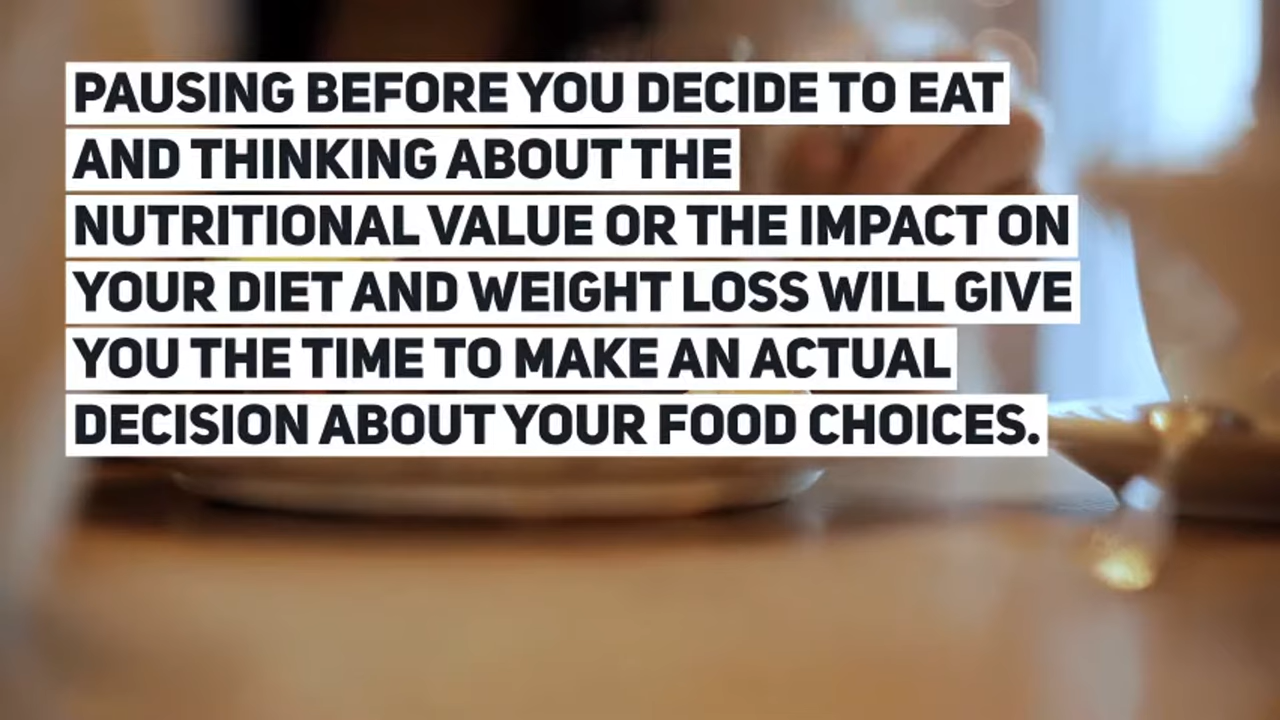 PAUSING BEFORE YOU DECIDE TO EAT
AND THINKING ABOUT THE
NUTRITIONAL VALUE OR THE IMPACT ON
YOUR DIET AND WEIGHT LOSS WILL GIVE
YOU THE TIME TO MAKE AN ACTUAL
DECISION ABOUT YOUR FOOD CHOICES.